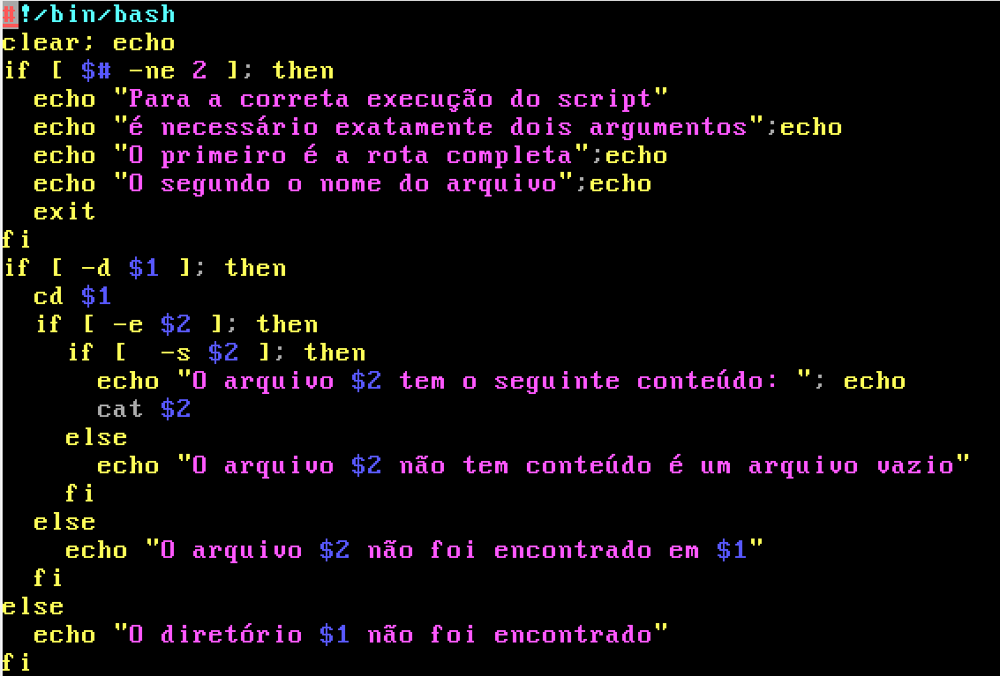 #!/bin/bash
clear; echo
if [ $# -ne 2 ]; then
  echo "Para a correta execução do script"
  echo "é necessário exatamente dois argumentos";echo
  echo "O primeiro é a rota completa";echo
  echo "O segundo o nome do arquivo";echo
  exit
fi
if [ -d $1 ]; then
  cd $1
  if [ -e $2 ]; then
    if [  -s $2 ]; then
      echo "O arquivo $2 tem o seguinte conteúdo: "; echo
      cat $2
    else
      echo "O arquivo $2 não tem conteúdo é um arquivo vazio"
    fi
  else
    echo "O arquivo $2 não foi encontrado em $1"
  fi
else
  echo "O diretório $1 não foi encontrado"
fi